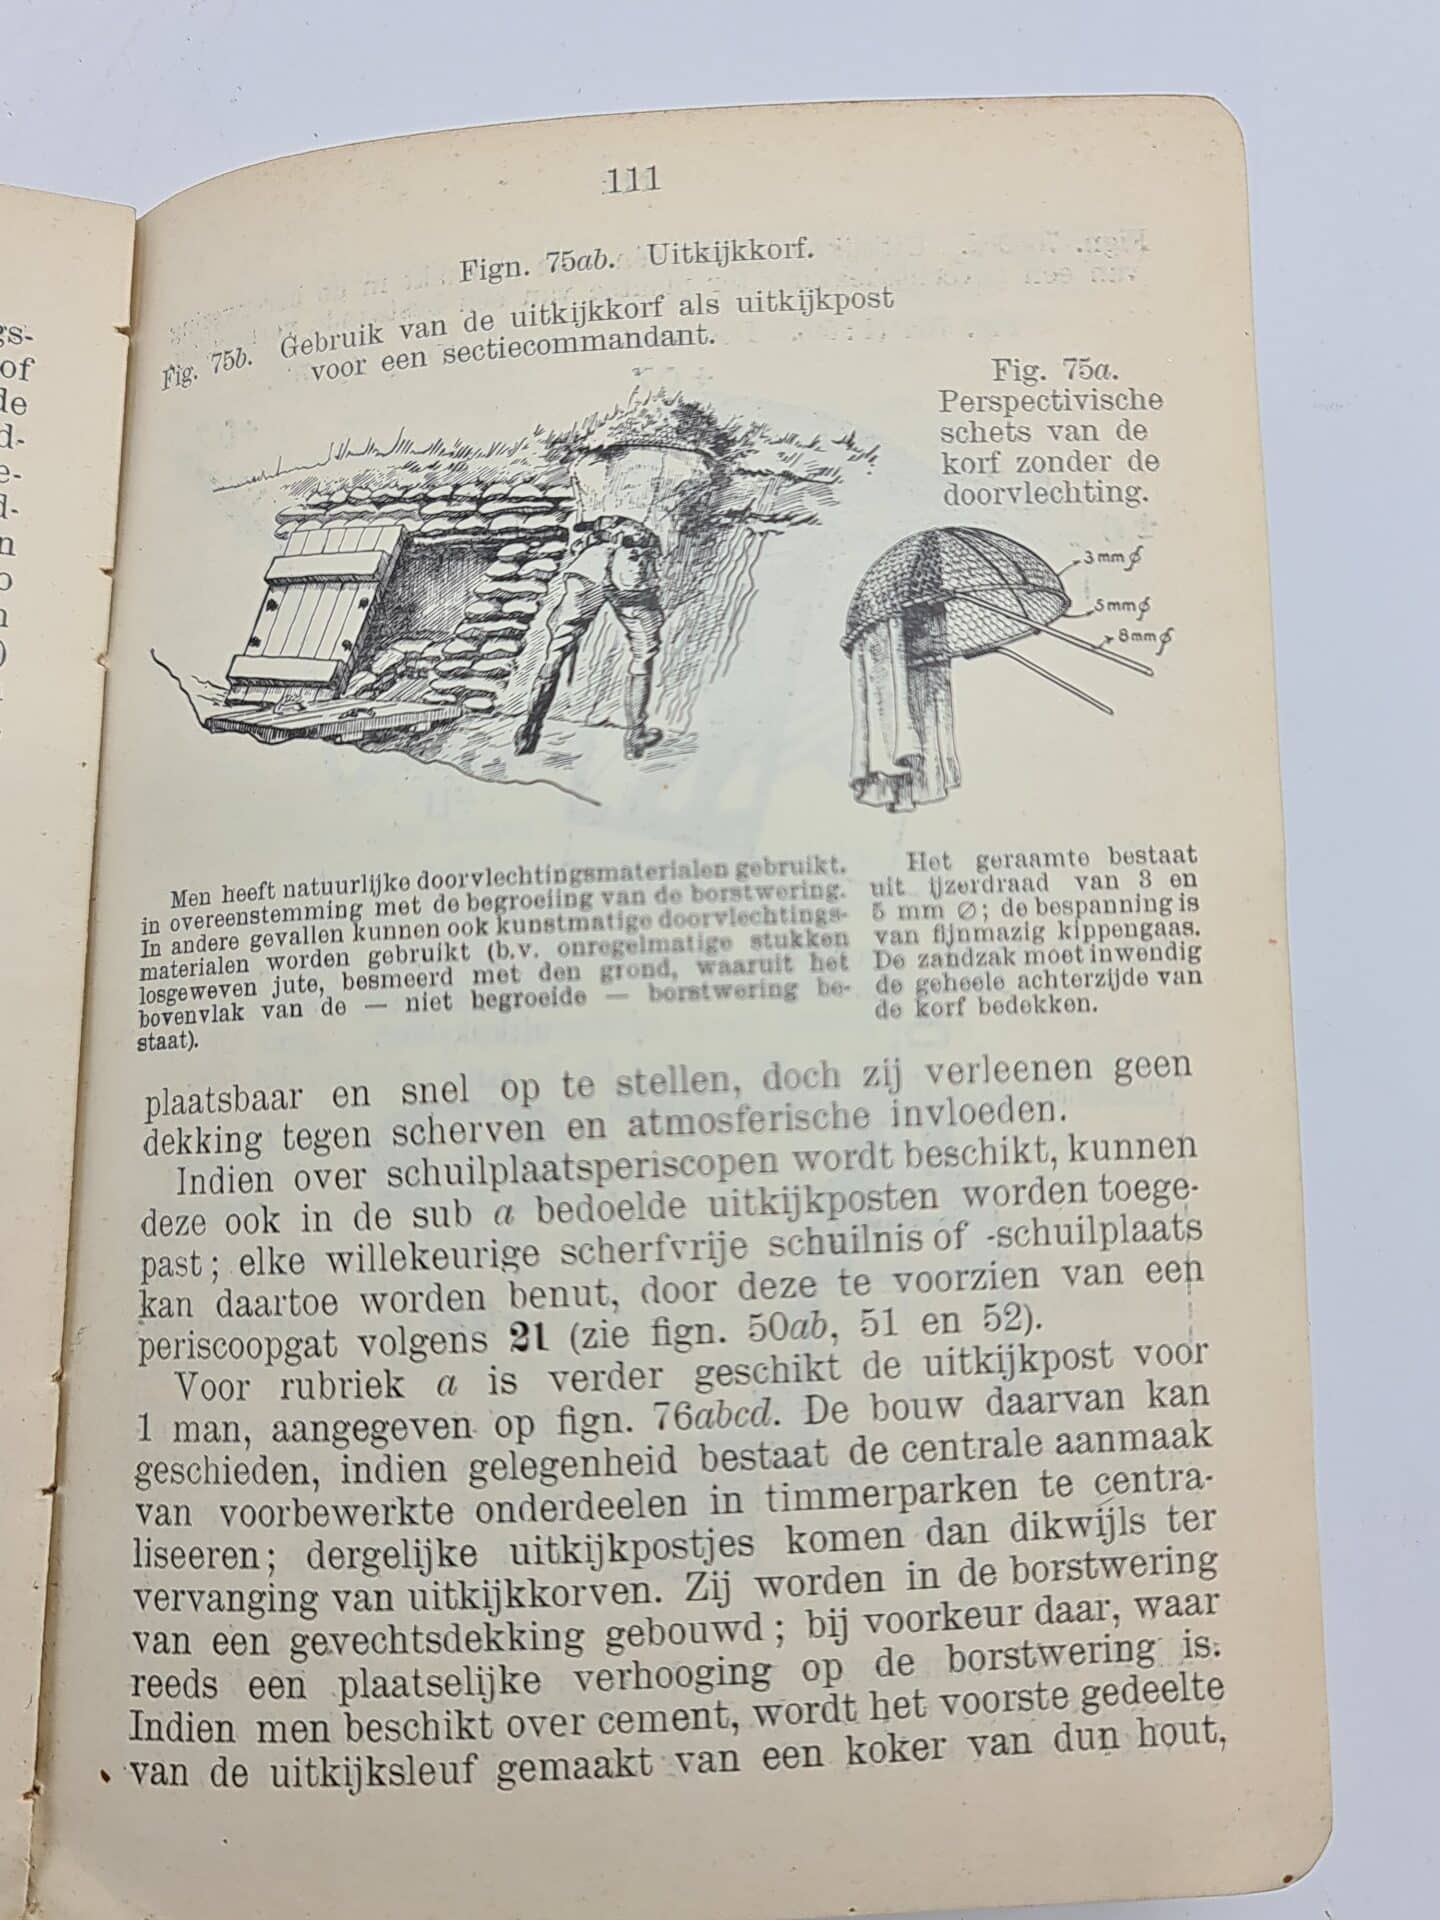 111
Fign. 75ab. Uitkijkkorf.
Fig. 75b. Gebruik van de uitkijkkorf als uitkijkpost
voor een sectiecommandant.
Fig. 75a.
Perspectivische
schets van de
korf zonder de
doorvlechting.
3mm ∅
5mm ∅
8mm ∅
Men heeft natuurlijke doorvlechtingsmaterialen gebruikt.
in overeenstemming met de begroeiing van de borstwering.
In andere gevallen kunnen ook kunstmatige doorvlechtings-
materialen worden gebruikt (b.v. onregelmatige stukken
losgeweven jute, besmeerd met den grond, waaruit het
bovenvlak van de — niet begroeide — borstwering be-
staat).
Het geraamte bestaat
uit ijzerdraad van 3 en
5 mm ∅; de bespanning is
van fijnmazig kippengaas.
De zandzak moet inwendig
de geheele achterzijde van
de korf bedekken.
plaatsbaar en snel op te stellen, doch zij verleenen geen
dekking tegen scherven en atmosferische invloeden.
Indien over schuilplaatsperiscopen wordt beschikt, kunnen
deze ook in de sub a bedoelde uitkijkposten worden toege-
past; elke willekeurige scherfvrije schuilnis of -schuilplaats
kan daartoe worden benut, door deze te voorzien van een
periscoopgat volgens 21 (zie fign. 50ab, 51 en 52).
Voor rubriek a is verder geschikt de uitkijkpost voor
1 man, aangegeven op fign. 76abcd. De bouw daarvan kan
geschieden, indien gelegenheid bestaat de centrale aanmaak
van voorbewerkte onderdeelen in timmerparken te centra-
liseeren; dergelijke uitkijkpostjes komen dan dikwijls ter
vervanging van uitkijkkorven. Zij worden in de borstwering
van een gevechtsdekking gebouwd; bij voorkeur daar, waar
reeds een plaatselijke verhooging op de borstwering is.
Indien men beschikt over cement, wordt het voorste gedeelte
van de uitkijksleuf gemaakt van een koker van dun hout,
gs-
of
de
d-
e-
d-
n